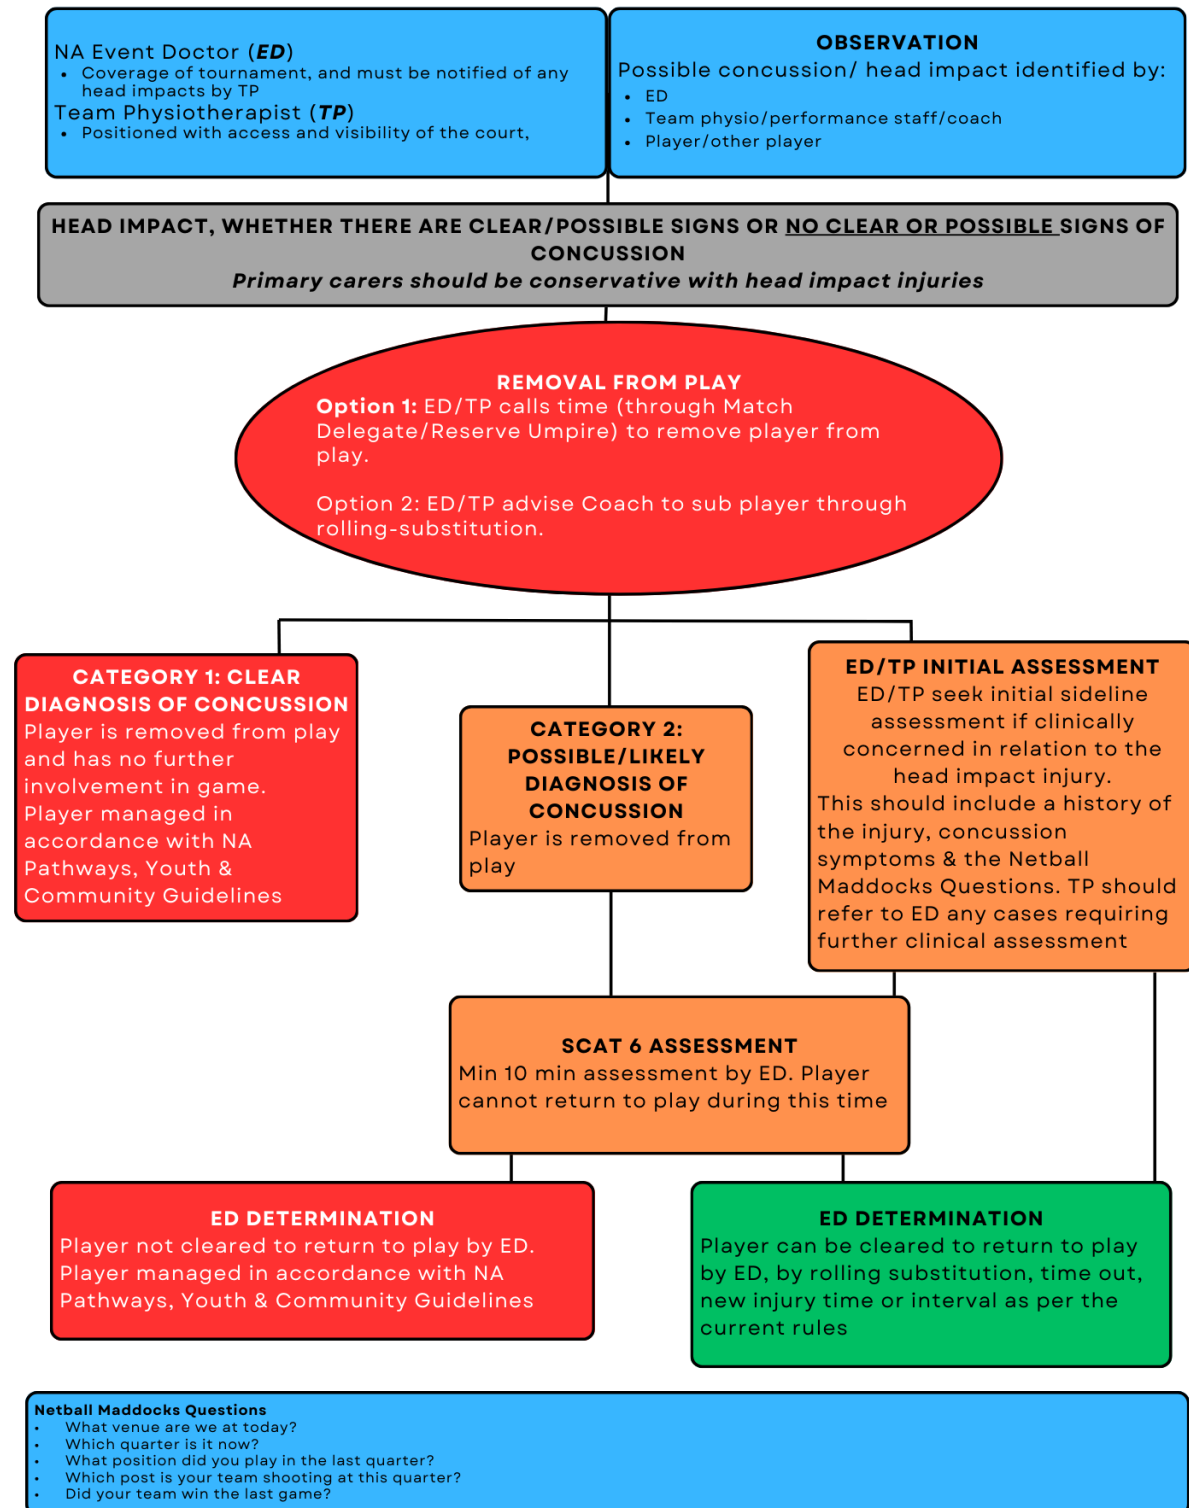 NA Event Doctor (ED)
• Coverage of tournament, and must be notified of any
head impacts by TP
Team Physiotherapist (TP)
• Positioned with access and visibility of the court,
OBSERVATION
Possible concussion/ head impact identified by:
• ED
• Team physio/performance staff/coach
• Player/other player
HEAD IMPACT, WHETHER THERE ARE CLEAR/POSSIBLE SIGNS OR NO CLEAR OR POSSIBLE SIGNS OF
CONCUSSION
Primary carers should be conservative with head impact injuries
REMOVAL FROM PLAY
Option 1: ED/TP calls time (through Match
Delegate/Reserve Umpire) to remove player from
play.
Option 2: ED/TP advise Coach to sub player through
rolling-substitution.
CATEGORY 1: CLEAR
DIAGNOSIS OF CONCUSSION
Player is removed from play
and has no further
involvement in game.
Player managed in
accordance with NA
Pathways, Youth &
Community Guidelines
CATEGORY 2:
POSSIBLE/LIKELY
DIAGNOSIS OF
CONCUSSION
Player is removed from
play
ED/TP INITIAL ASSESSMENT
ED/TP seek initial sideline
assessment if clinically
concerned in relation to the
head impact injury.
This should include a history of
the injury, concussion
symptoms & the Netball
Maddocks Questions. TP should
refer to ED any cases requiring
further clinical assessment
SCAT 6 ASSESSMENT
Min 10 min assessment by ED. Player
cannot return to play during this time
ED DETERMINATION
Player not cleared to return to play by ED.
Player managed in accordance with NA
Pathways, Youth & Community Guidelines
ED DETERMINATION
Player can be cleared to return to play
by ED, by rolling substitution, time out,
new injury time or interval as per the
current rules
Netball Maddocks Questions
• What venue are we at today?
• Which quarter is it now?
• What position did you play in the last quarter?
• Which post is your team shooting at this quarter?
• Did your team win the last game?